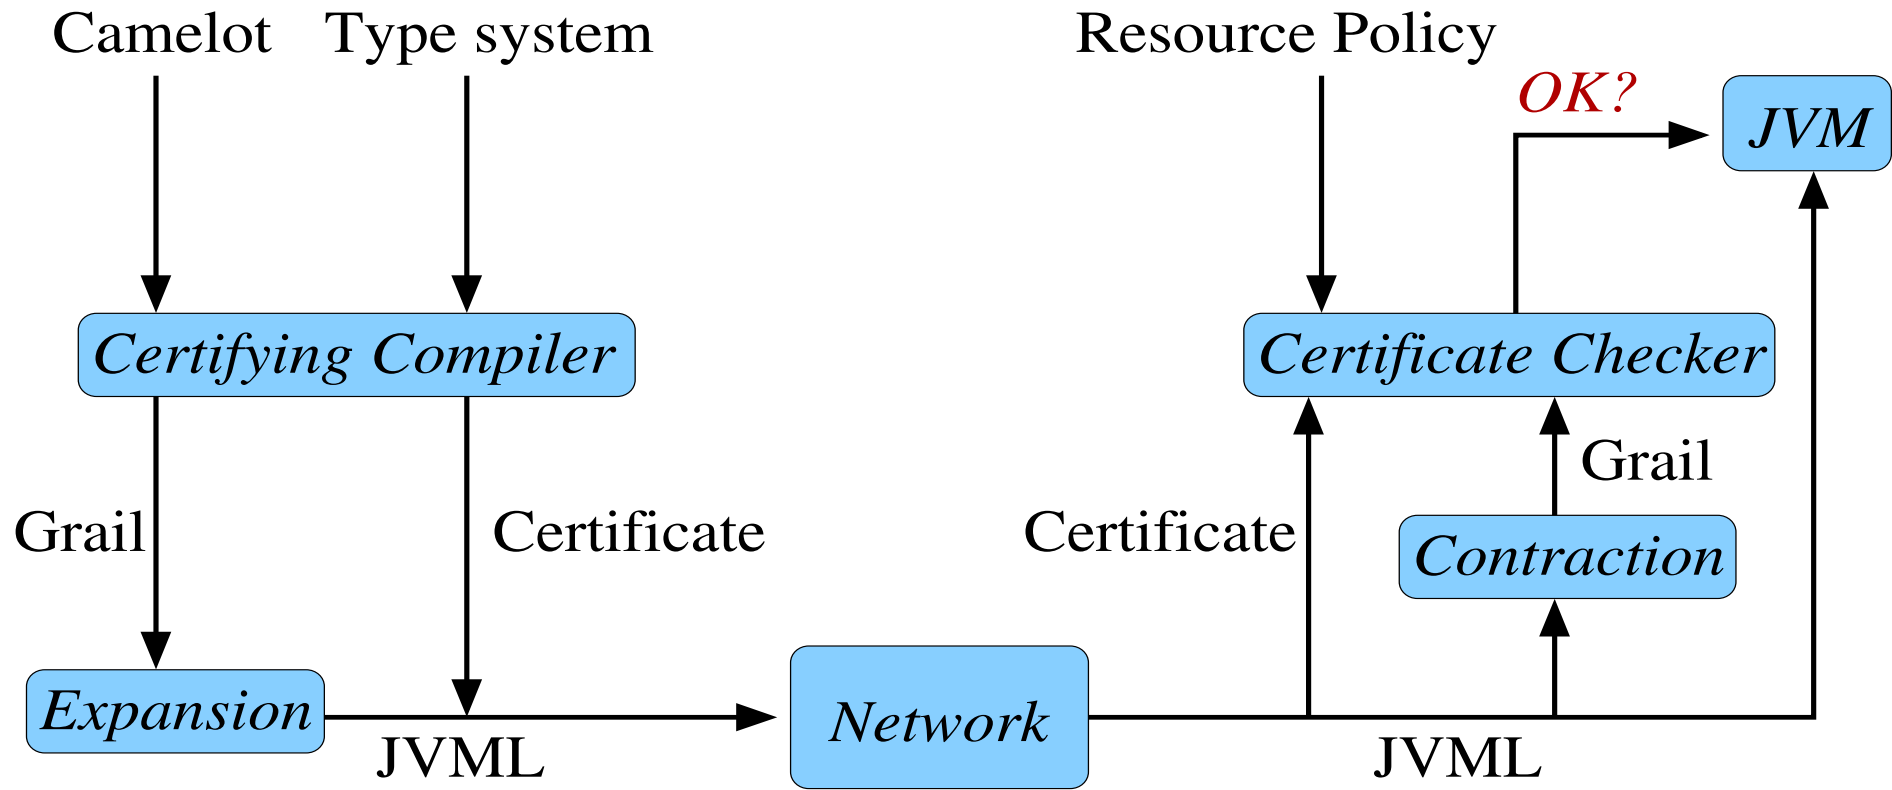 Camelot
Type system
Resource Policy
OK?
JVM
Certifying Compiler
Certificate Checker
Grail
Grail
Certificate
Certificate
Contraction
Expansion
Network
JVML
JVML